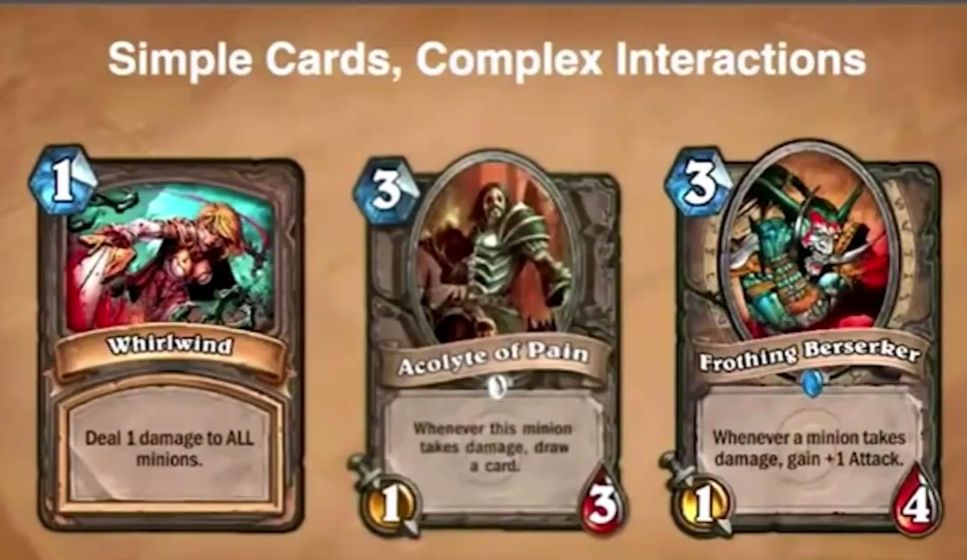 Simple Cards, Complex Interactions
1
Whirlwind
Deal 1 damage to ALL
minions.
3
Acolyte of Pain
Whenever this minion
takes damage, draw
a card.
1
3
3
Frothing Berserker
Whenever a minion takes
damage, gain +1 Attack.
1
4